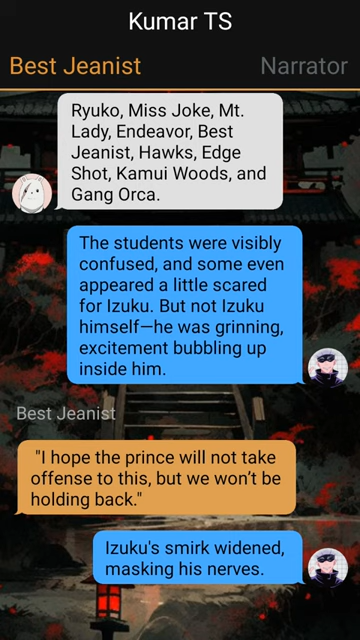 Kumar TS
Best Jeanist
Narrator
Ryuko, Miss Joke, Mt.
Lady, Endeavor, Best
Jeanist, Hawks, Edge
Shot, Kamui Woods, and
Gang Orca.
The students were visibly
confused, and some even
appeared a little scared
for Izuku. But not Izuku
himself—he was grinning,
excitement bubbling up
inside him.
Best Jeanist
"I hope the prince will not take
offense to this, but we won't be
holding back."
Izuku's smirk widened,
masking his nerves.